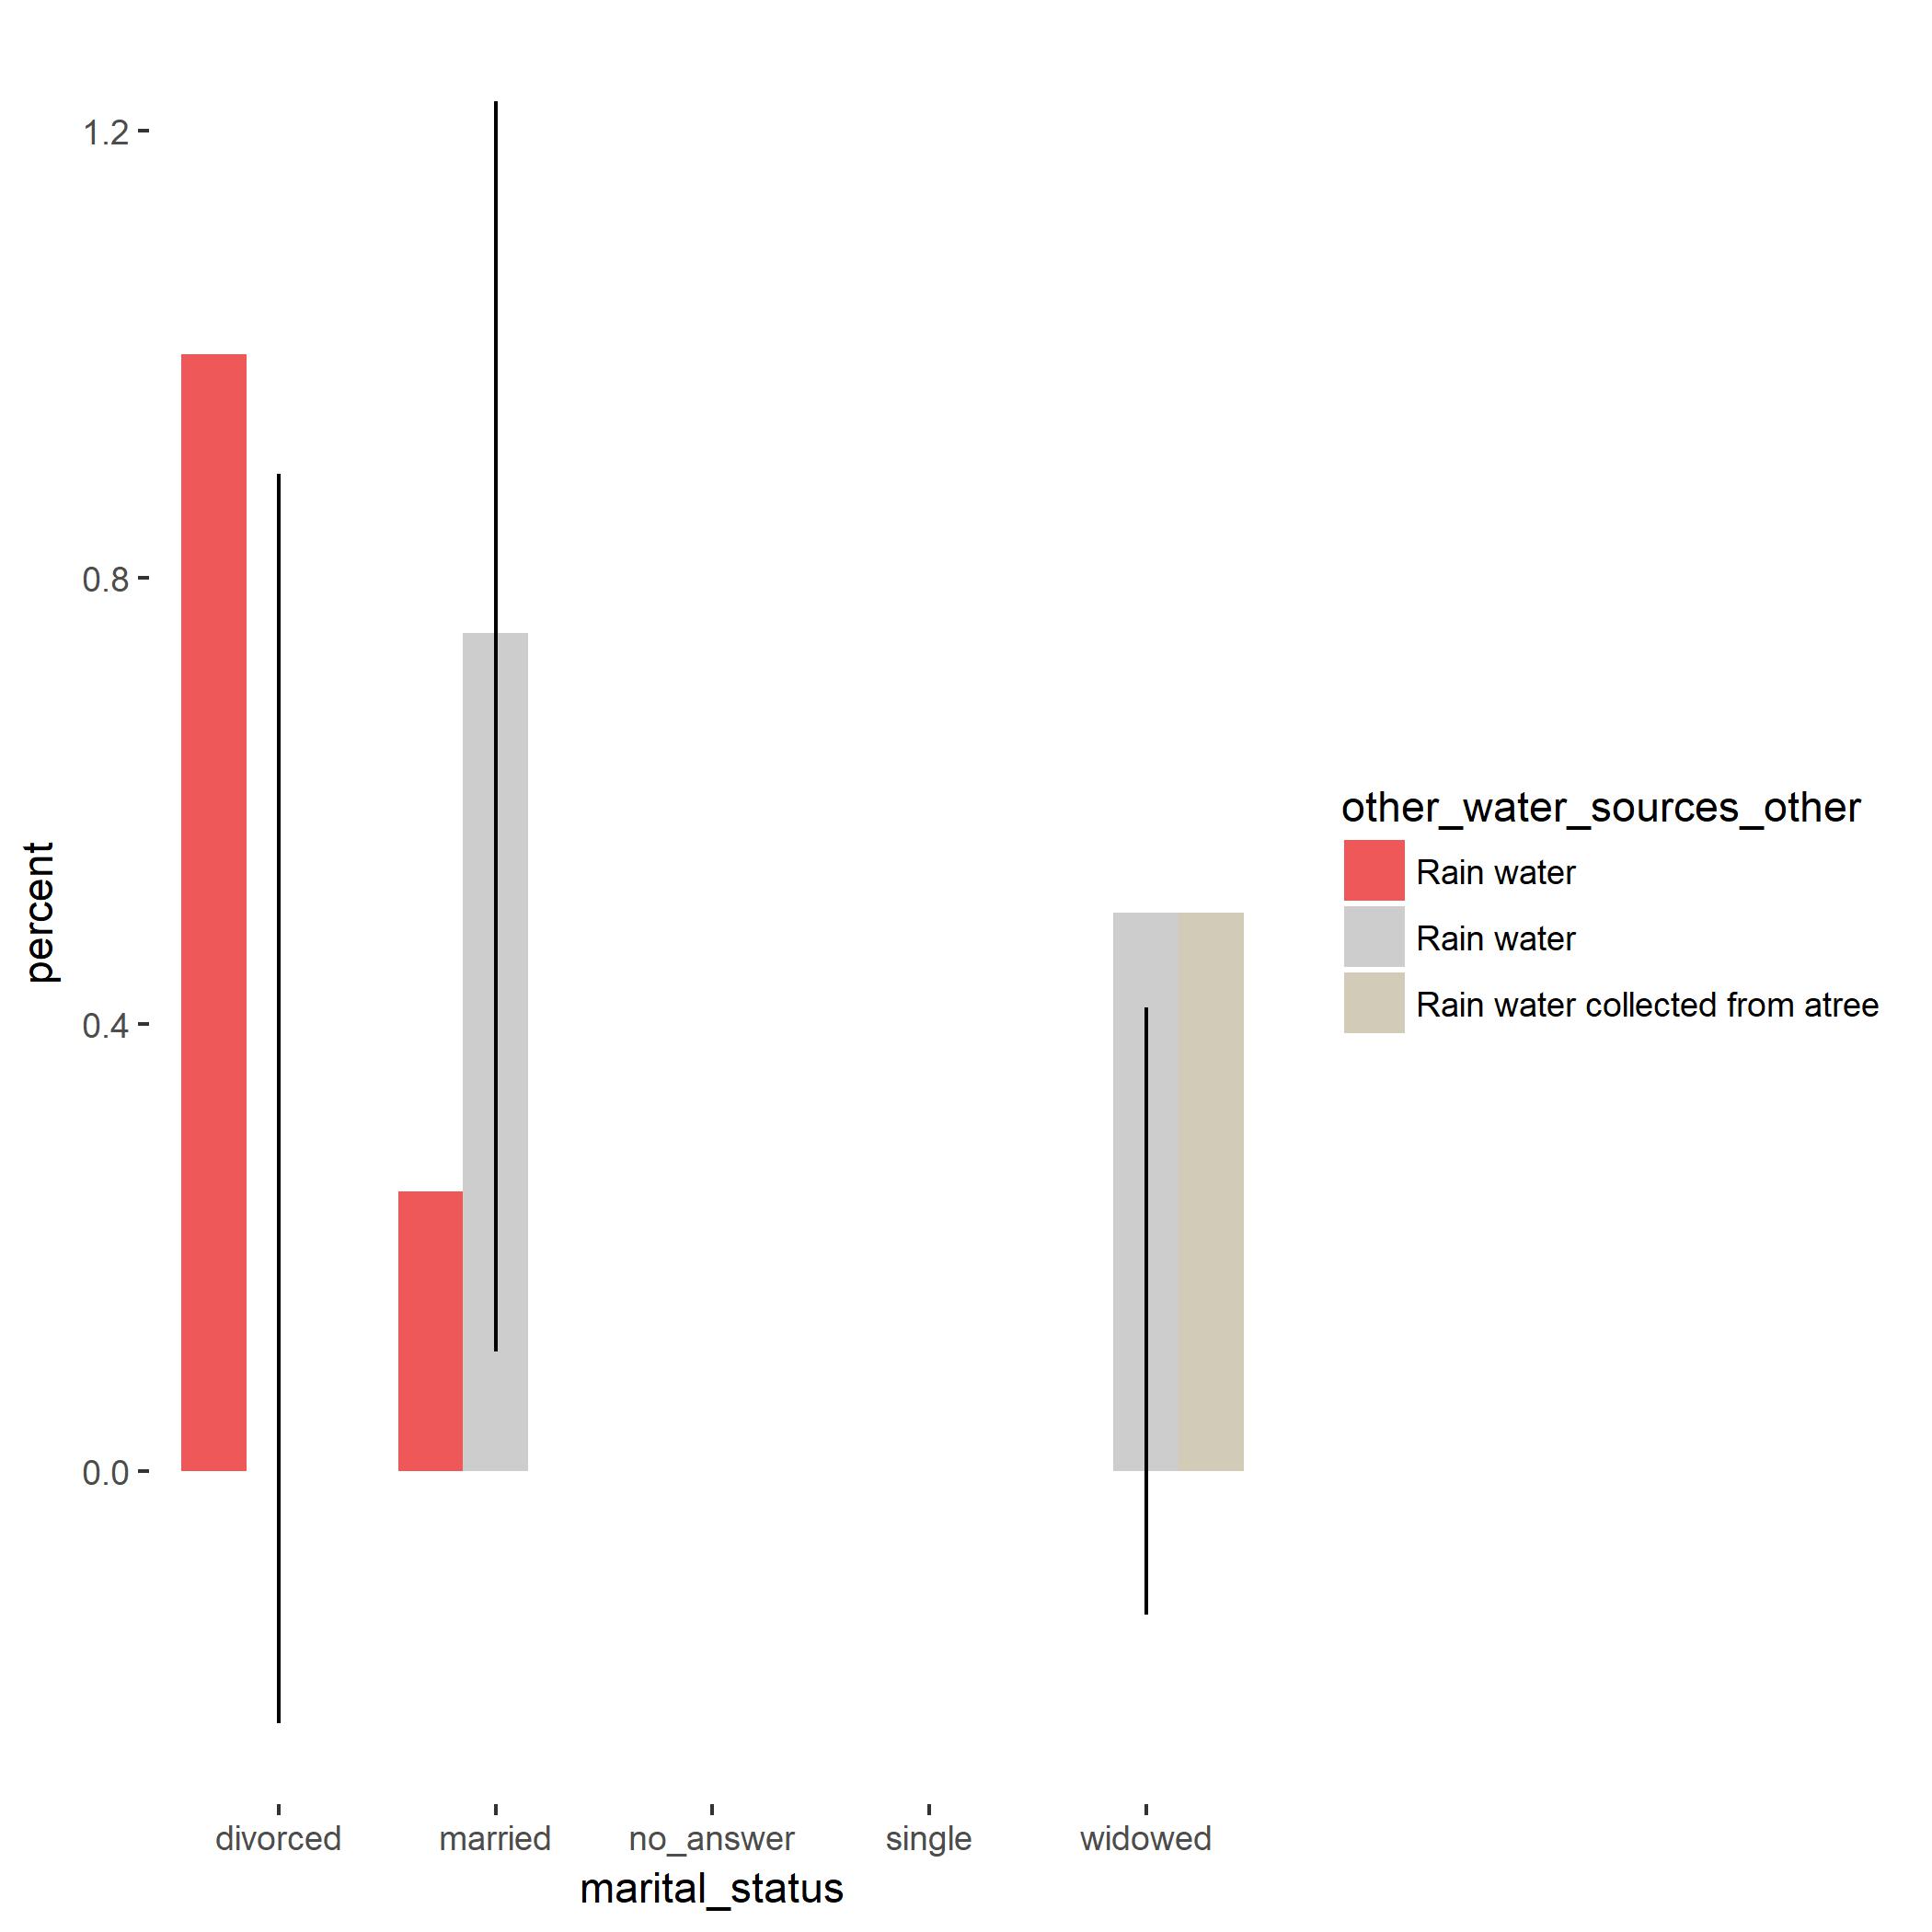 1.2
0.8
0.4
0.0
percent
divorced married no_answer single widowed
marital_status
other_water_sources_other
Rain water
Rain water
Rain water collected from atree